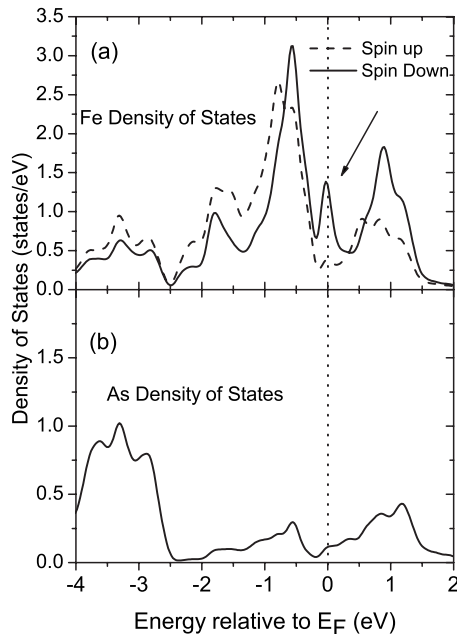 (a)
Spin up
Spin Down
Fe Density of States
3.5
3.0
2.5
2.0
1.5
1.0
0.5
0.0
Density of States (states/eV)
(b)
As Density of States
1.5
1.0
0.5
0.0
-4 -3 -2 -1 0 1 2
Energy relative to EF (eV)